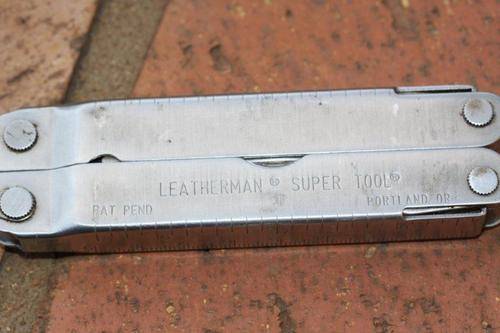 LEATHERMAN® SUPER TOOL®
PAT PEND PORTLAND OR